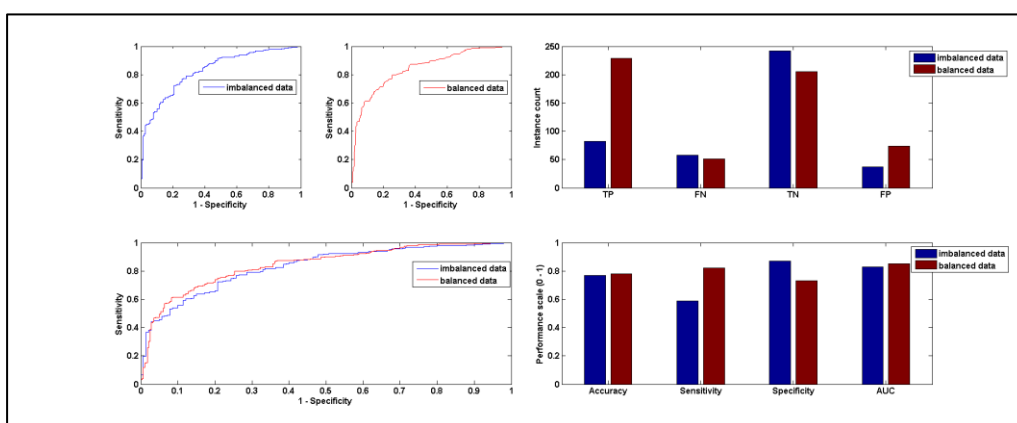 1
0.8
0.6
0.4
0.2
0
Sensitivity
0 0.2 0.4 0.6 0.8 1
1 - Specificity
imbalanced data
1
0.8
0.6
0.4
0.2
0
Sensitivity
0 0.2 0.4 0.6 0.8 1
1 - Specificity
balanced data
250
200
150
100
50
0
Instance count
TP FN TN FP
imbalanced data
balanced data
1
0.8
0.6
0.4
0.2
0
Sensitivity
0 0.1 0.2 0.3 0.4 0.5 0.6 0.7 0.8 0.9 1
1 - Specificity
imbalanced data
balanced data
1
0.8
0.6
0.4
0.2
0
Performance scale (0 - 1)
Accuracy Sensitivity Specificity AUC
imbalanced data
balanced data